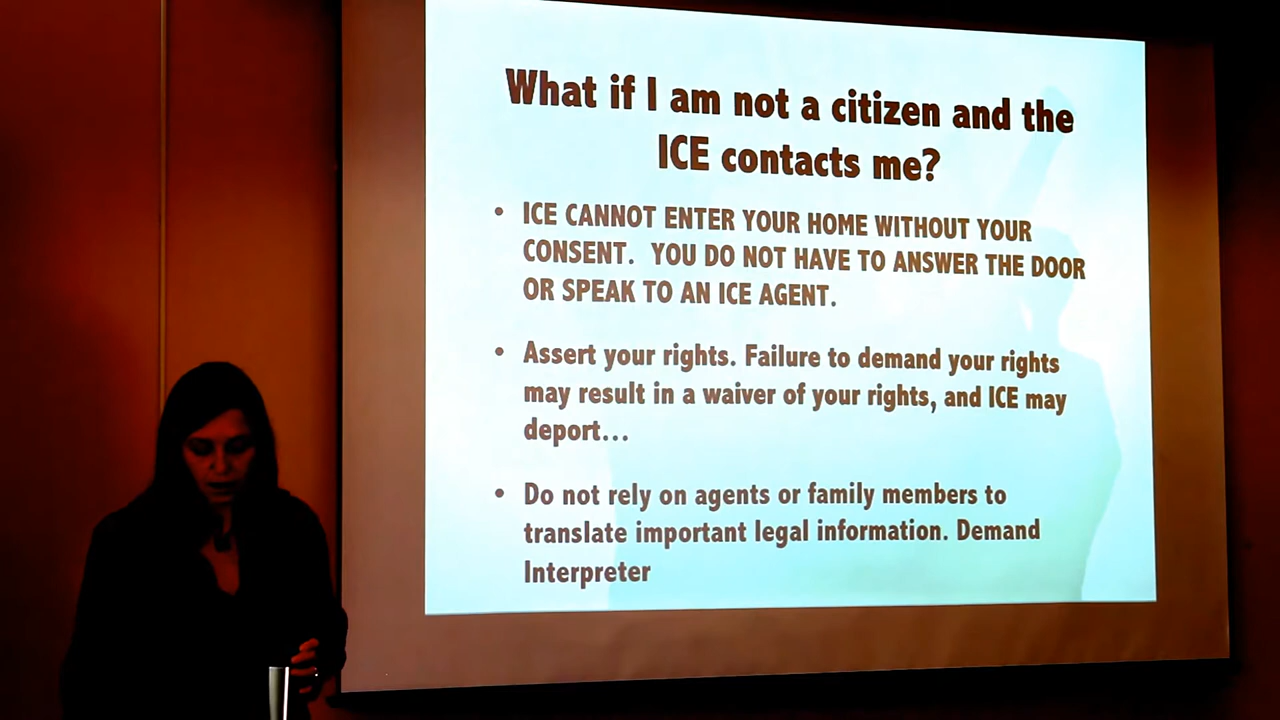 What if I am not a citizen and the
ICE contacts me?
• ICE CANNOT ENTER YOUR HOME WITHOUT YOUR
CONSENT. YOU DO NOT HAVE TO ANSWER THE DOOR
OR SPEAK TO AN ICE AGENT.
• Assert your rights. Failure to demand your rights
may result in a waiver of your rights, and ICE may
deport...
• Do not rely on agents or family members to
translate important legal information. Demand
Interpreter